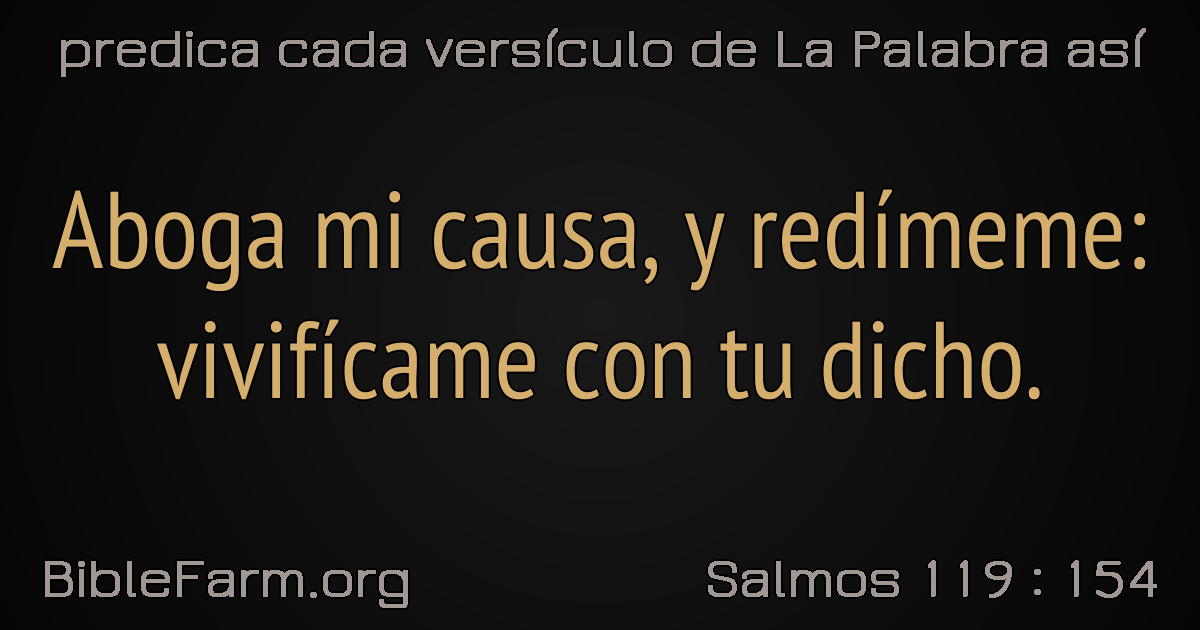 predica cada versículo de La Palabra así
Aboga mi causa, y redímeme:
vivifícame con tu dicho.
BibleFarm.org
Salmos 119 : 154